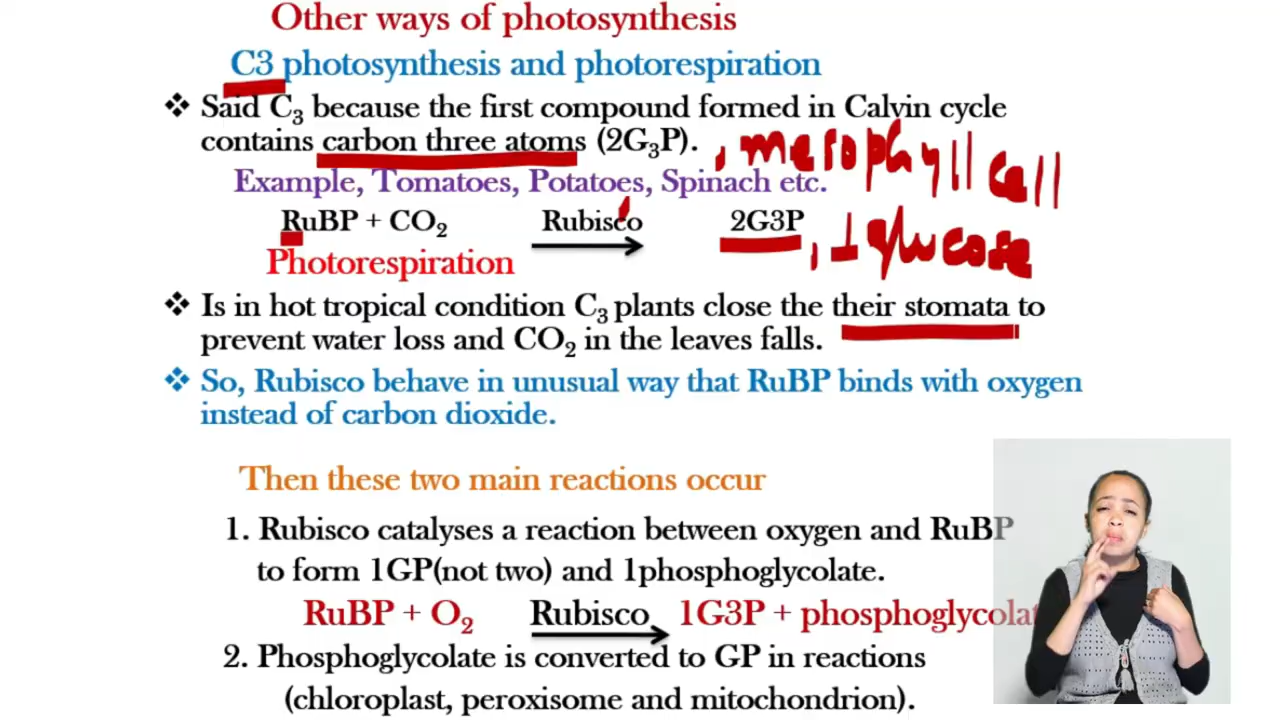 Other ways of photosynthesis
C3 photosynthesis and photorespiration
❖ Said C₃ because the first compound formed in Calvin cycle
contains carbon three atoms (2G₃P).
, mesophyll cell
Example, Tomatoes, Potatoes, Spinach etc.
RuBP + CO₂ Rubisco 2G3P
, 1 glucose
Photorespiration
❖ Is in hot tropical condition C₃ plants close the their stomata to
prevent water loss and CO₂ in the leaves falls.
❖ So, Rubisco behave in unusual way that RuBP binds with oxygen
instead of carbon dioxide.
Then these two main reactions occur
1. Rubisco catalyses a reaction between oxygen and RuBP
to form 1GP(not two) and 1phosphoglycolate.
RuBP + O₂ Rubisco 1G3P + phosphoglycolat
2. Phosphoglycolate is converted to GP in reactions
(chloroplast, peroxisome and mitochondrion).